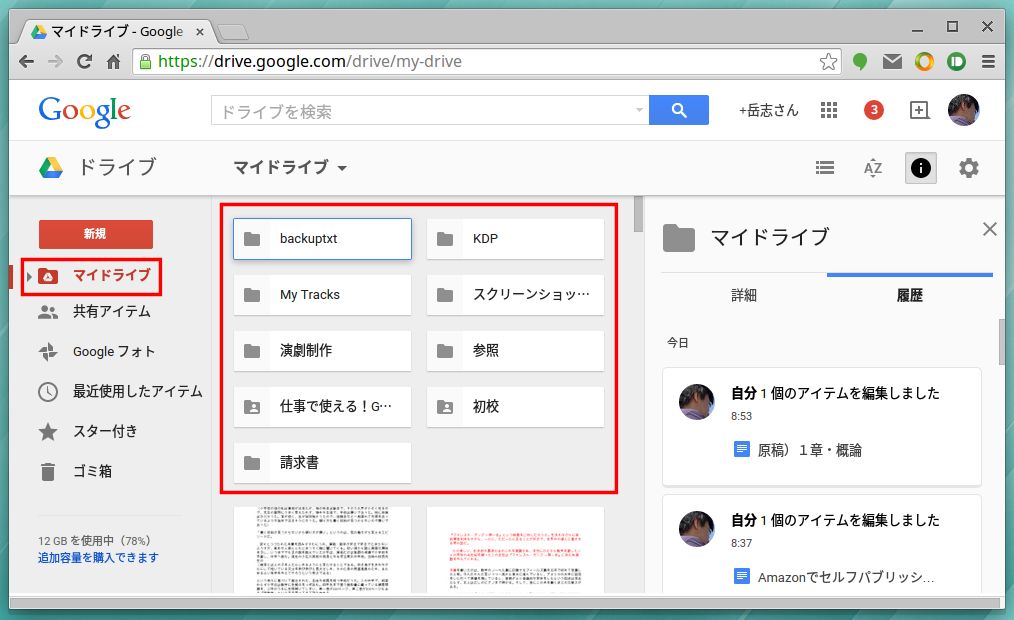 マイドライブ - Google
https://drive.google.com/drive/my-drive
Google
ドライブを検索
+岳志さん
3
ドライブ
マイドライブ
AZ
新規
マイドライブ
共有アイテム
Google フォト
最近使用したアイテム
スター付き
ゴミ箱
12 GB を使用中（78%）
追加容量を購入できます
backuptxt
KDP
My Tracks
スクリーンショッ…
演劇制作
参照
仕事で使える！G…
初校
請求書
マイドライブ
詳細
履歴
今日
自分 1 個のアイテムを編集しました
8:53
原稿）１章・概論
自分 1 個のアイテムを編集しました
8:37
Amazonでセルフパブリッシ…